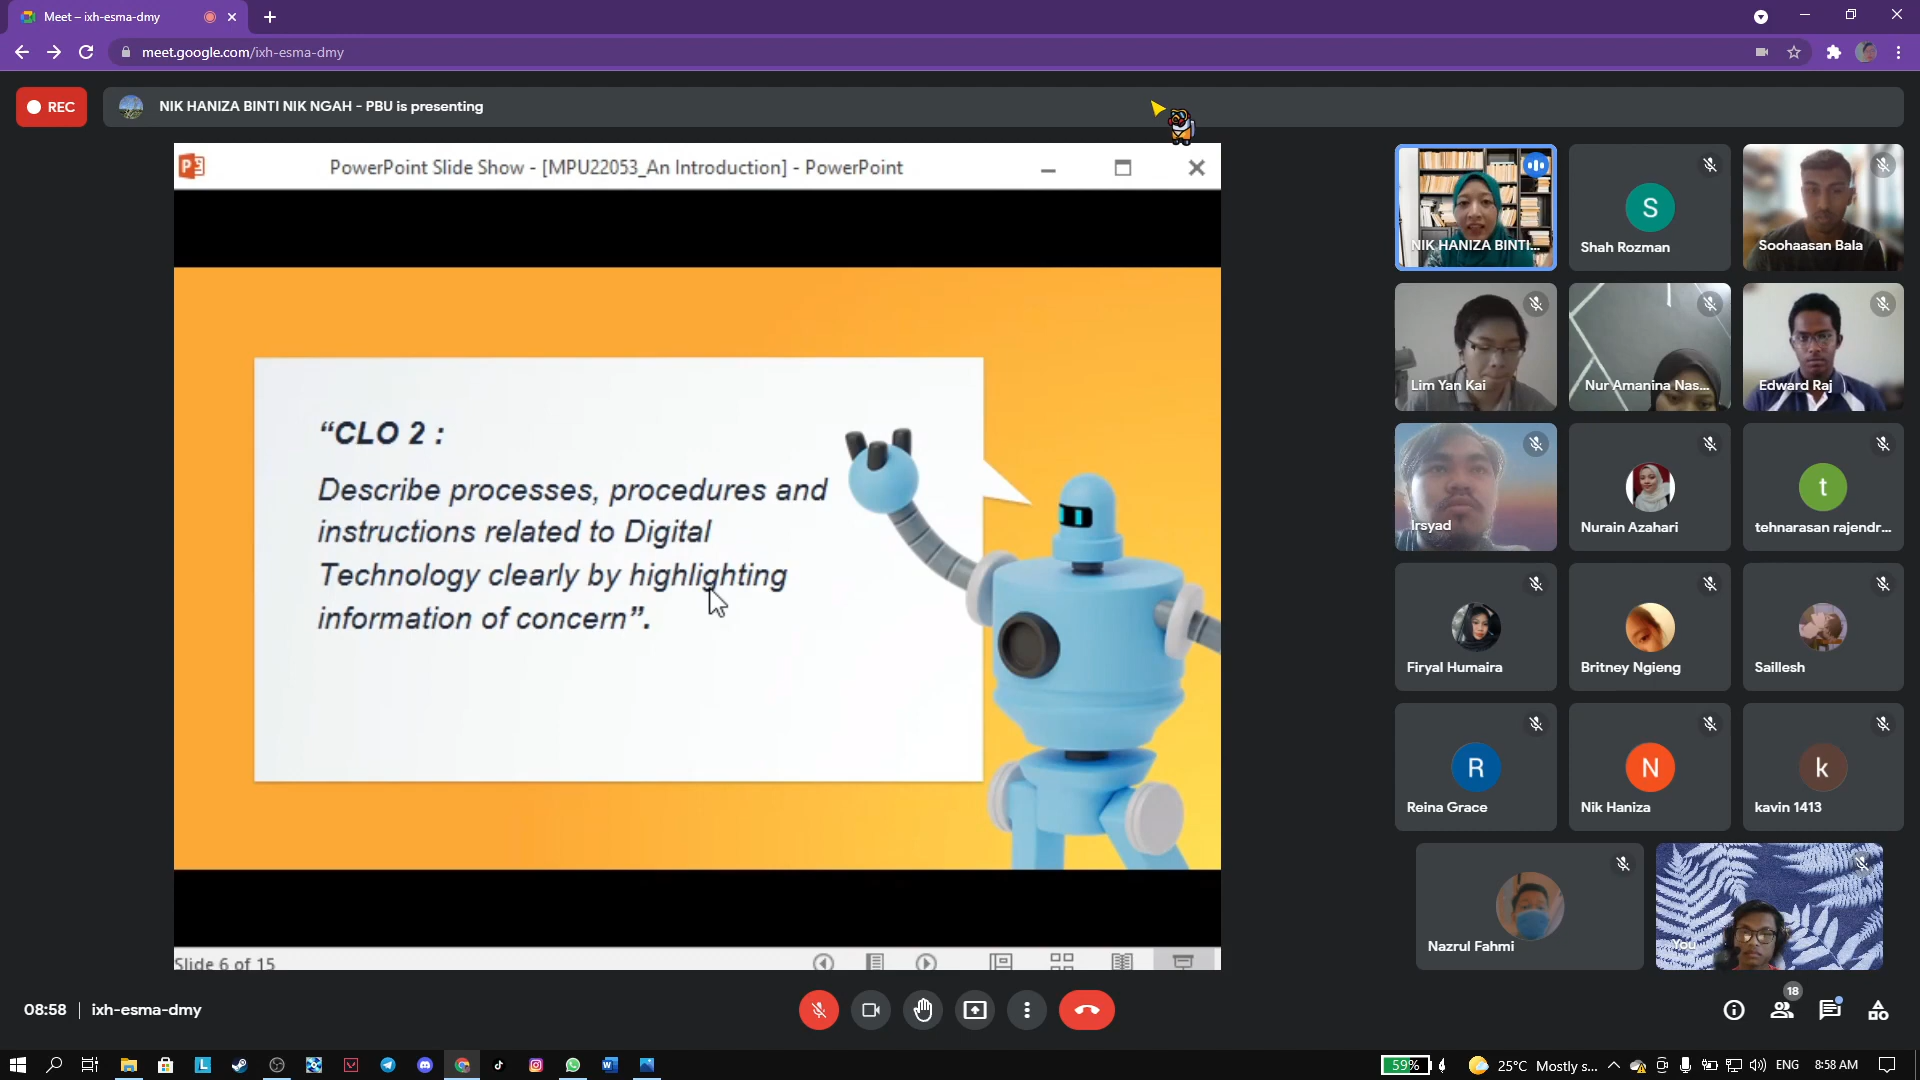 Meet – ixh-esma-dmy
meet.google.com/ixh-esma-dmy
REC
NIK HANIZA BINTI NIK NGAH - PBU is presenting
PowerPoint Slide Show - [MPU22053_An Introduction] - PowerPoint
“CLO 2 :
Describe processes, procedures and
instructions related to Digital
Technology clearly by highlighting
information of concern”.
Slide 6 of 15
NIK HANIZA BINTI...
S
Shah Rozman
Soohaasan Bala
Lim Yan Kai
Nur Amanina Nas...
Edward Raj
Irsyad
Nurain Azahari
t
tehnarasan rajendr...
Firyal Humaira
Britney Ngieng
Saillesh
R
Reina Grace
N
Nik Haniza
k
kavin 1413
Nazrul Fahmi
You
08:58
ixh-esma-dmy
18
59%
25°C Mostly s...
ENG
8:58 AM